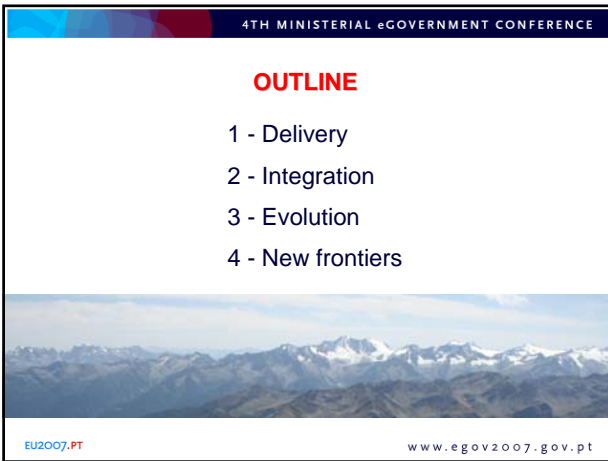 4TH MINISTERIAL eGOVERNMENT CONFERENCE
OUTLINE
1 - Delivery
2 - Integration
3 - Evolution
4 - New frontiers
EU2007.PT
www.egov2007.gov.pt